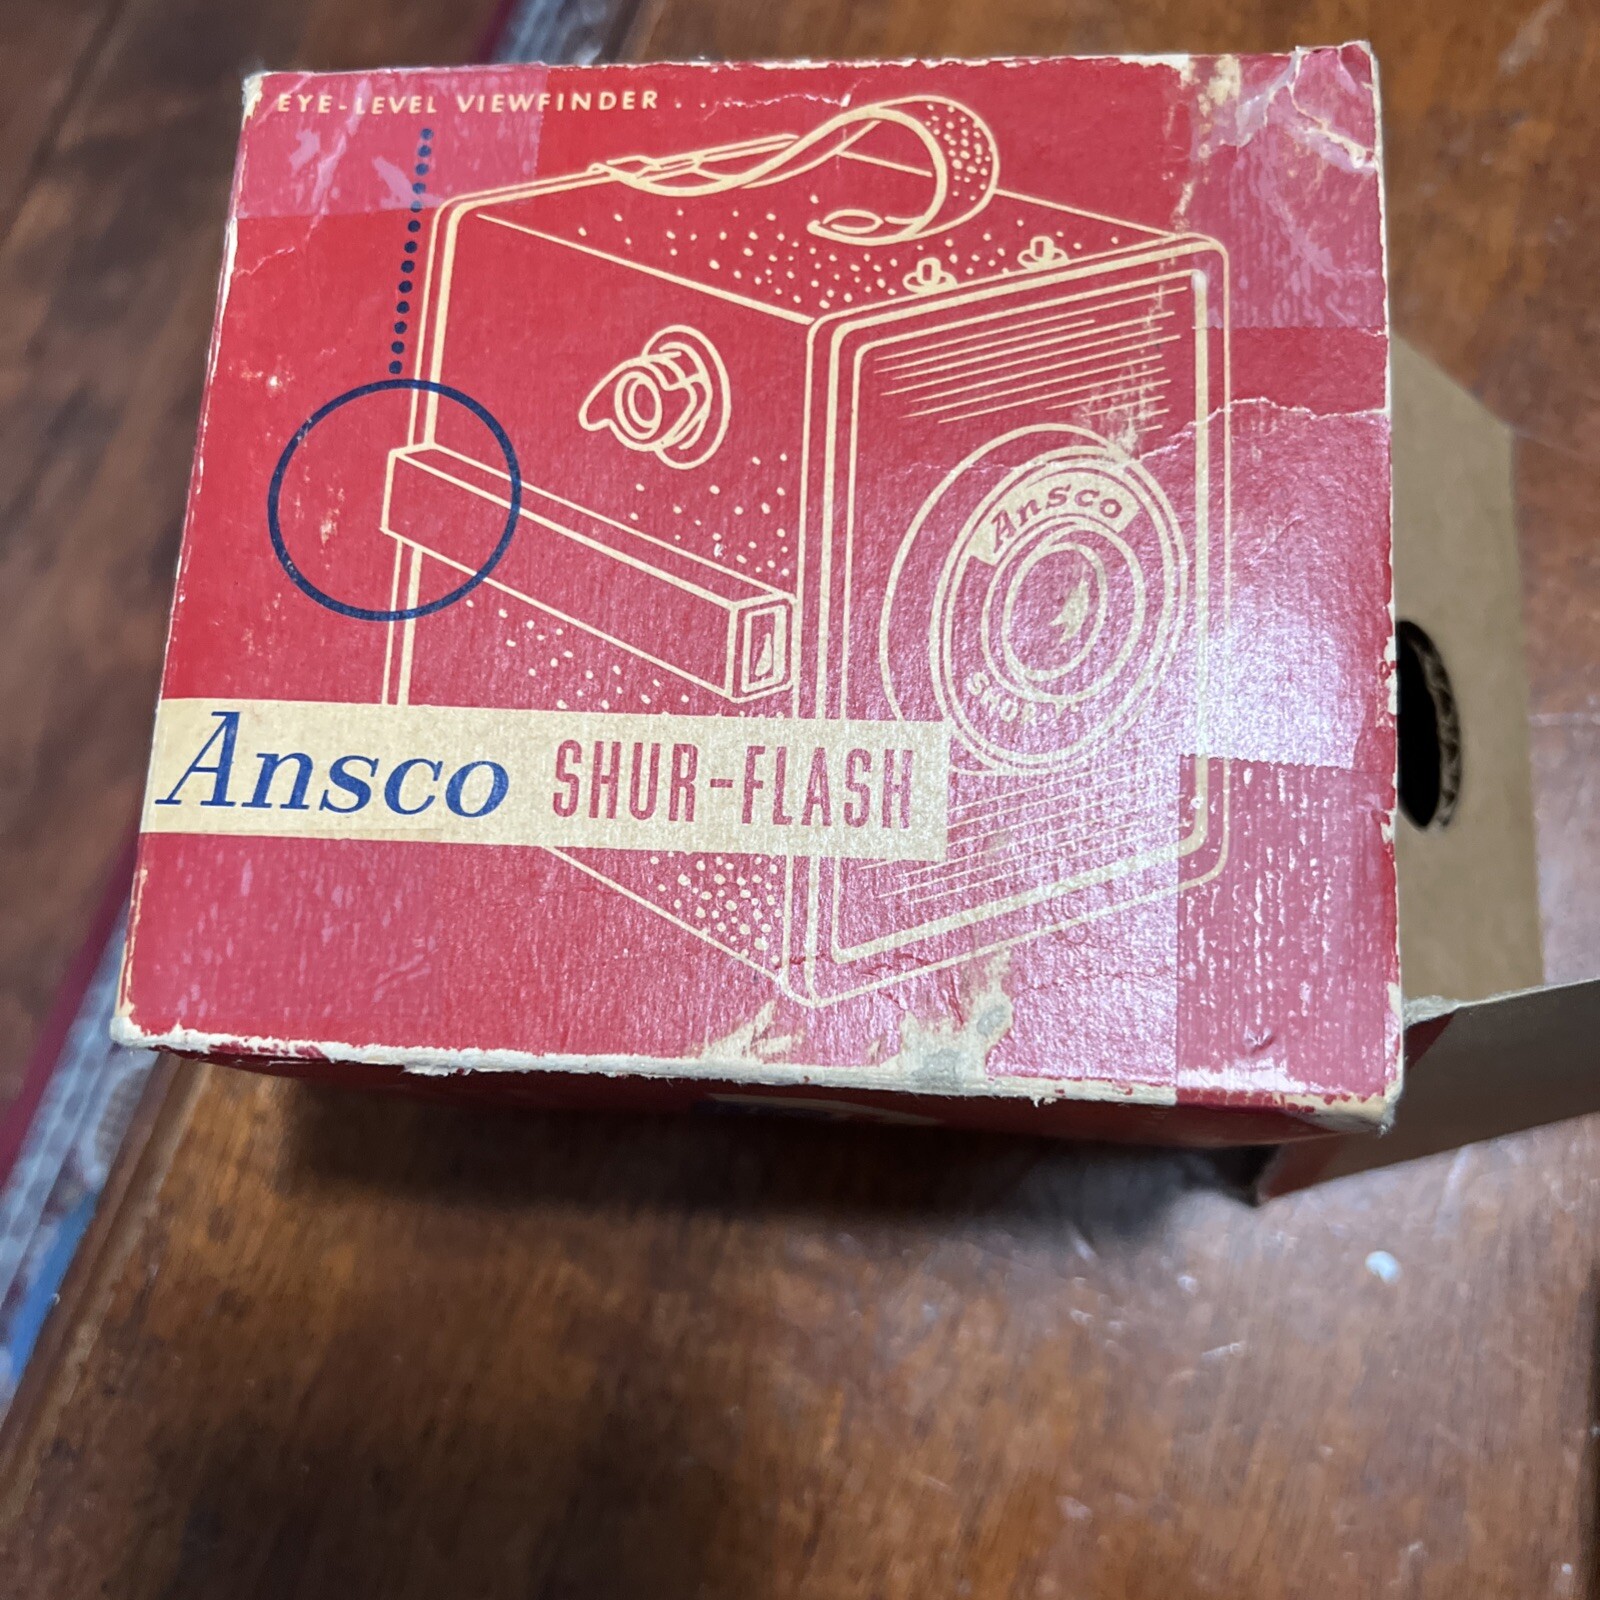 EYE-LEVEL VIEWFINDER . . .
Ansco
Ansco SHUR-FLASH